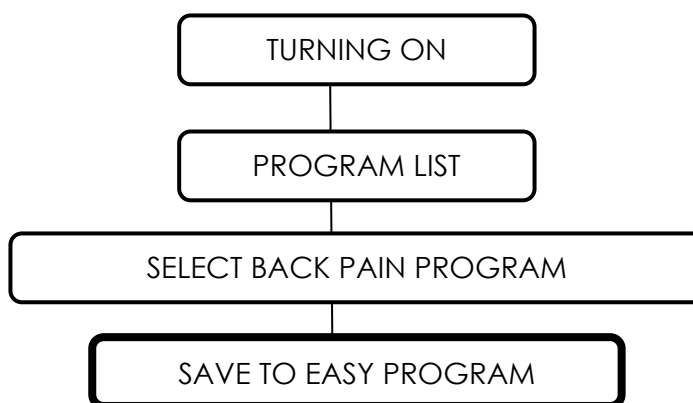 TURNING ON
PROGRAM LIST
SELECT BACK PAIN PROGRAM
SAVE TO EASY PROGRAM